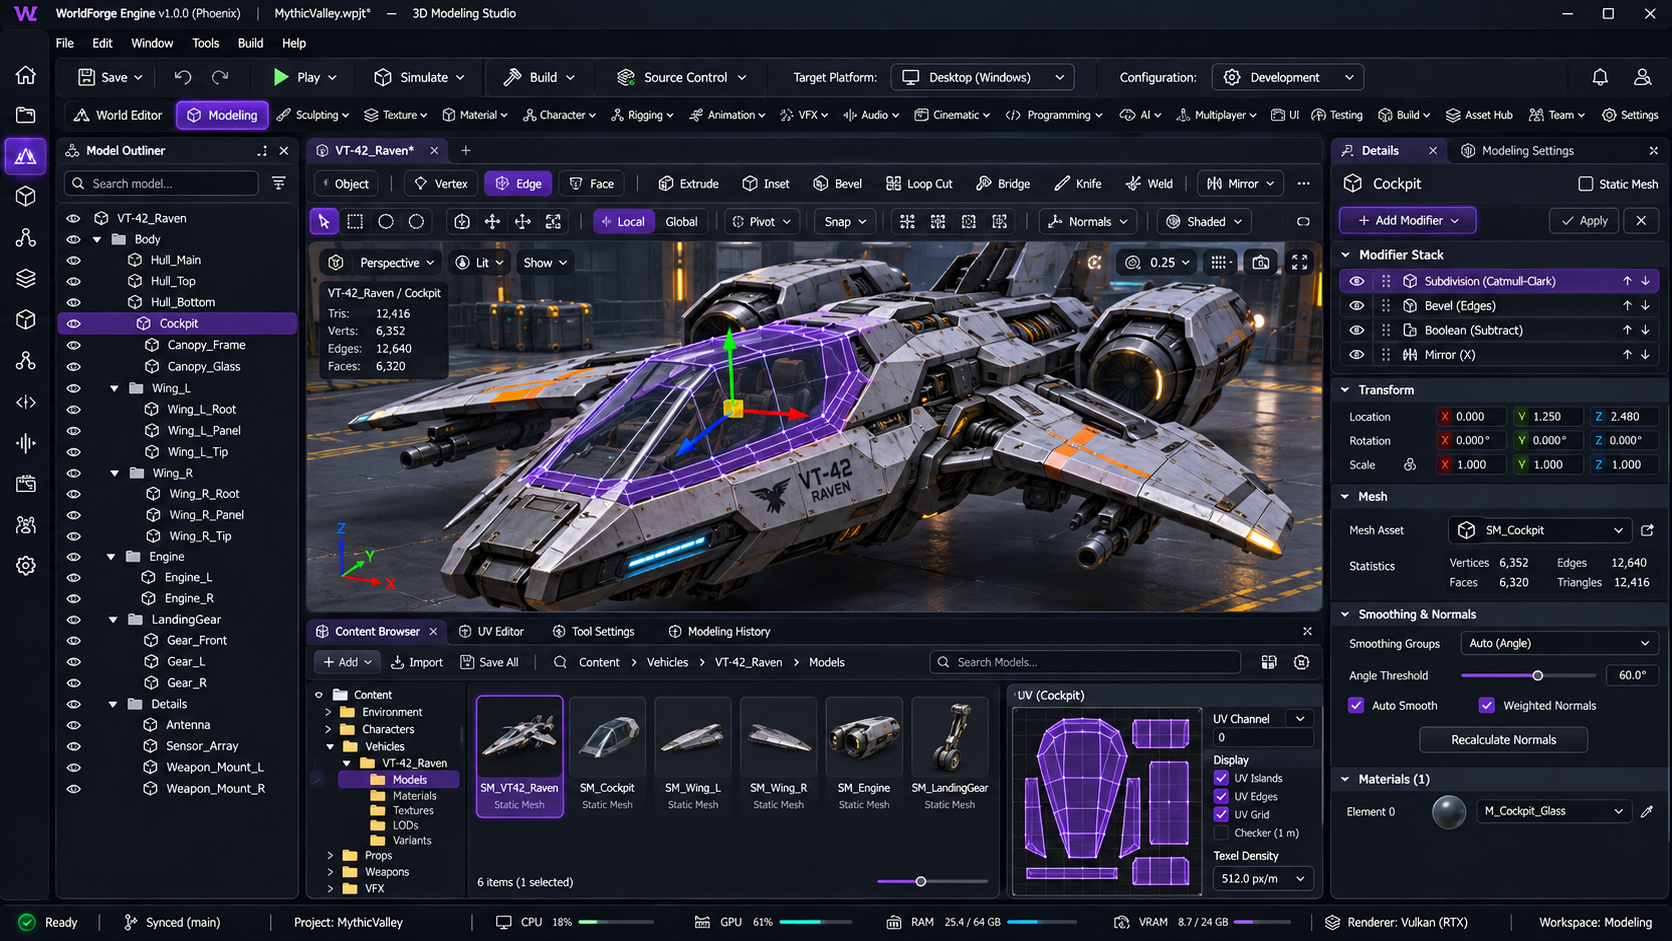 WorldForge Engine v1.0.0 (Phoenix) MythicValley.wpjt* — 3D Modeling Studio
File Edit Window Tools Build Help
Save Play Simulate Build Source Control Target Platform: Desktop (Windows) Configuration: Development
World Editor Modeling Sculpting Texture Material Character Rigging Animation VFX Audio Cinematic Programming AI Multiplayer UI Testing Build Asset Hub Team Settings
Model Outliner
Search model...
VT-42_Raven
Body
Hull_Main
Hull_Top
Hull_Bottom
Cockpit
Canopy_Frame
Canopy_Glass
Wing_L
Wing_L_Root
Wing_L_Panel
Wing_L_Tip
Wing_R
Wing_R_Root
Wing_R_Panel
Wing_R_Tip
Engine
Engine_L
Engine_R
LandingGear
Gear_Front
Gear_L
Gear_R
Details
Antenna
Sensor_Array
Weapon_Mount_L
Weapon_Mount_R
VT-42_Raven*
Object Vertex Edge Face Extrude Inset Bevel Loop Cut Bridge Knife Weld Mirror
Local Global Pivot Snap Normals Shaded
Perspective Lit Show 0.25
VT-42_Raven / Cockpit
Tris: 12,416
Verts: 6,352
Edges: 12,640
Faces: 6,320
VT-42
RAVEN
Z
Y
X
Content Browser UV Editor Tool Settings Modeling History
Add Import Save All Content > Vehicles > VT-42_Raven > Models Search Models...
Content
Environment
Characters
Vehicles
VT-42_Raven
Models
Materials
Textures
LODs
Variants
Props
Weapons
VFX
SM_VT42_Raven
Static Mesh
SM_Cockpit
Static Mesh
SM_Wing_L
Static Mesh
SM_Wing_R
Static Mesh
SM_Engine
Static Mesh
SM_LandingGear
Static Mesh
6 items (1 selected)
UV (Cockpit)
UV Channel
0
Display
UV Islands
UV Edges
UV Grid
Checker (1 m)
Texel Density
512.0 px/m
Details Modeling Settings
Cockpit Static Mesh
+ Add Modifier Apply
Modifier Stack
Subdivision (Catmull-Clark)
Bevel (Edges)
Boolean (Subtract)
Mirror (X)
Transform
Location X 0.000 Y 1.250 Z 2.480
Rotation X 0.000° Y 0.000° Z 0.000°
Scale X 1.000 Y 1.000 Z 1.000
Mesh
Mesh Asset SM_Cockpit
Statistics Vertices 6,352 Edges 12,640
Faces 6,320 Triangles 12,416
Smoothing & Normals
Smoothing Groups Auto (Angle)
Angle Threshold 60.0°
Auto Smooth Weighted Normals
Recalculate Normals
Materials (1)
Element 0 M_Cockpit_Glass
Ready Synced (main) Project: MythicValley CPU 18% GPU 61% RAM 25.4 / 64 GB VRAM 8.7 / 24 GB Renderer: Vulkan (RTX) Workspace: Modeling